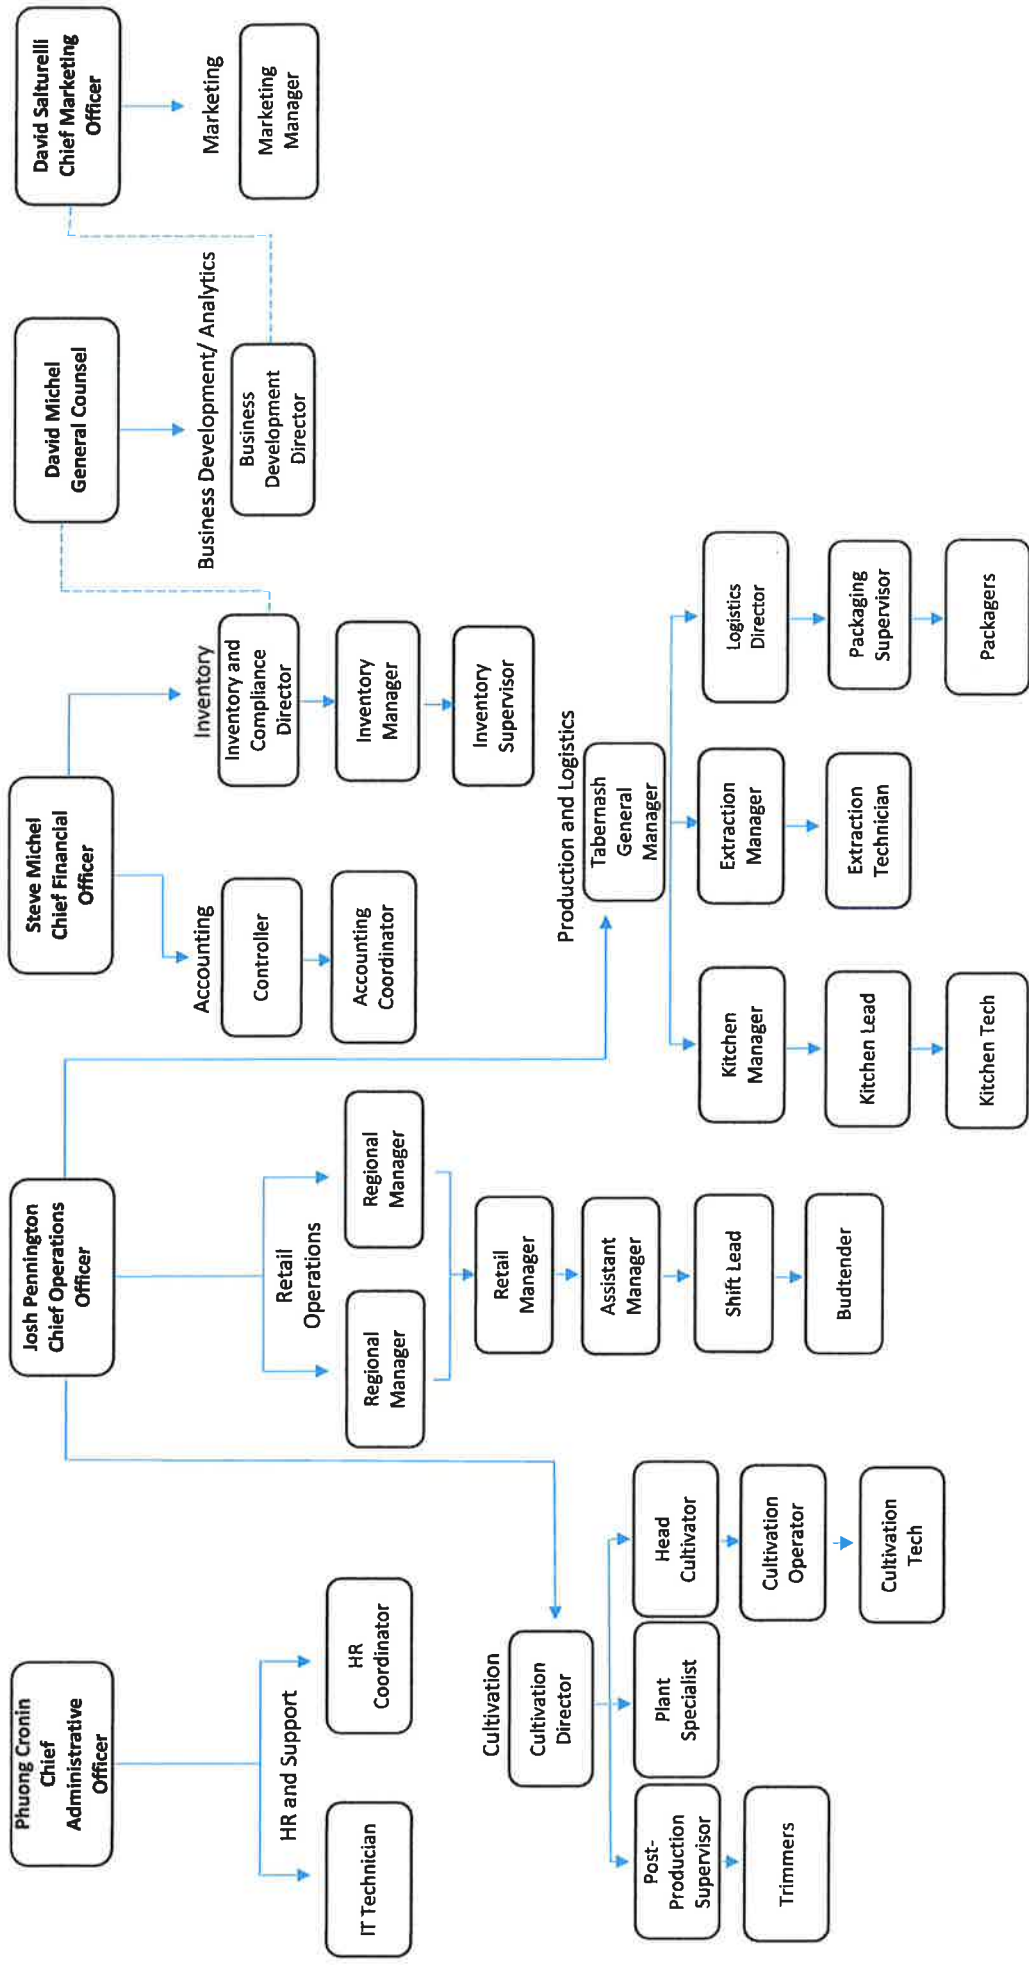 Phuong Cronin
Chief
Administrative
Officer
HR and Support
IT Technician
HR
Coordinator
Josh Pennington
Chief Operations
Officer
Cultivation
Cultivation
Director
Post-
Production
Supervisor
Trimmers
Plant
Specialist
Head
Cultivator
Cultivation
Operator
Cultivation
Tech
Retail
Operations
Regional
Manager
Regional
Manager
Retail
Manager
Assistant
Manager
Shift Lead
Budtender
Production and Logistics
Tabernash
General
Manager
Kitchen
Manager
Kitchen Lead
Kitchen Tech
Extraction
Manager
Extraction
Technician
Logistics
Director
Packaging
Supervisor
Packagers
Steve Michel
Chief Financial
Officer
Accounting
Controller
Accounting
Coordinator
Inventory
Inventory and
Compliance
Director
Inventory
Manager
Inventory
Supervisor
David Michel
General Counsel
Business Development/ Analytics
Business
Development
Director
David Salturelli
Chief Marketing
Officer
Marketing
Marketing
Manager